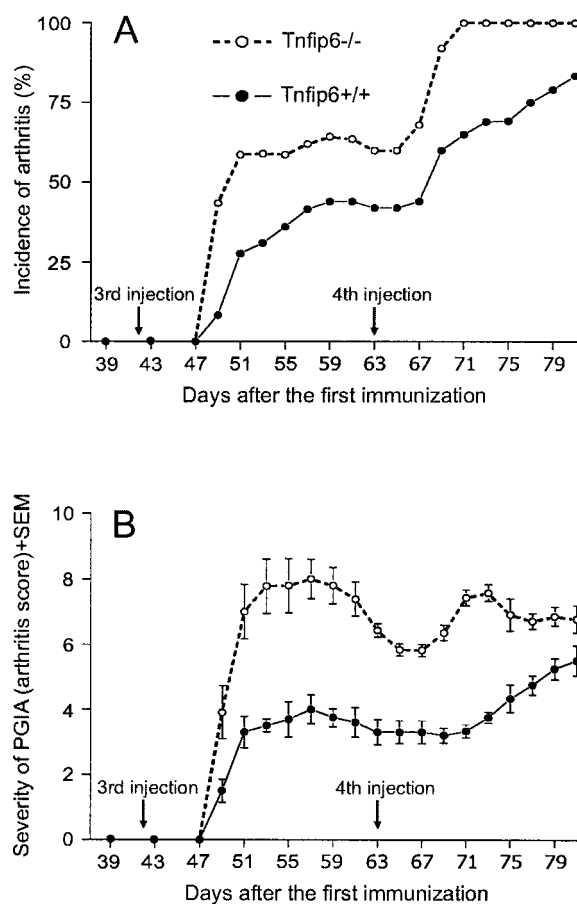 A
Tnfip6-/-
Tnfip6+/+
Incidence of arthritis (%)
100
75
50
25
0
3rd injection
4th injection
39 43 47 51 55 59 63 67 71 75 79
Days after the first immunization
B
Severity of PGIA (arthritis score)+SEM
10
8
6
4
2
0
3rd injection
4th injection
39 43 47 51 55 59 63 67 71 75 79
Days after the first immunization